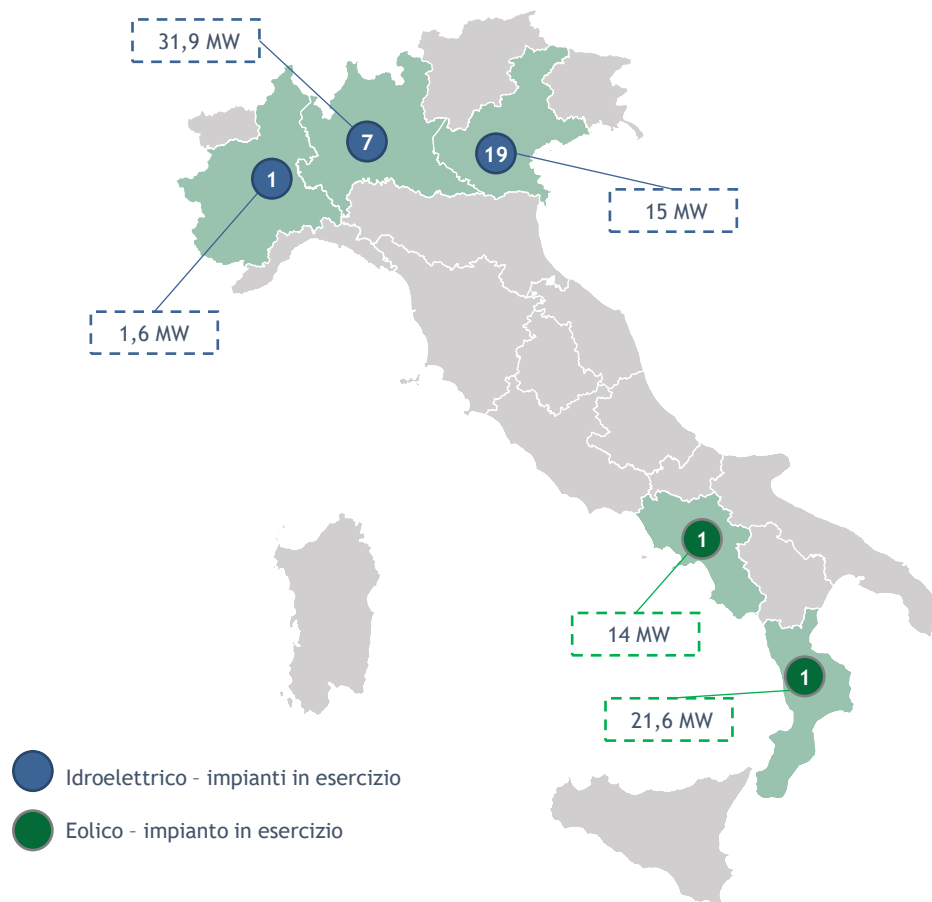 31,9 MW
7
19
1
15 MW
1,6 MW
1
14 MW
1
21,6 MW
Idroelettrico – impianti in esercizio
Eolico – impianto in esercizio